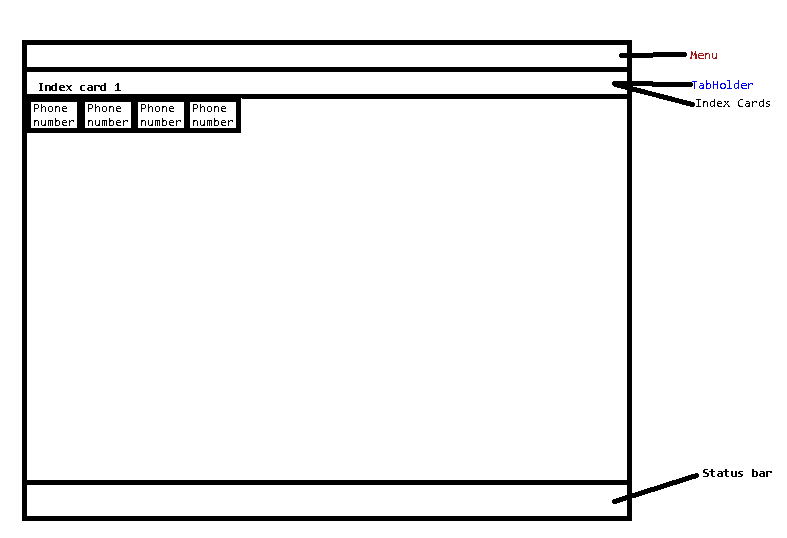 Menu
Index card 1
TabHolder
Index Cards
Phone Phone Phone Phone
number number number number
Status bar